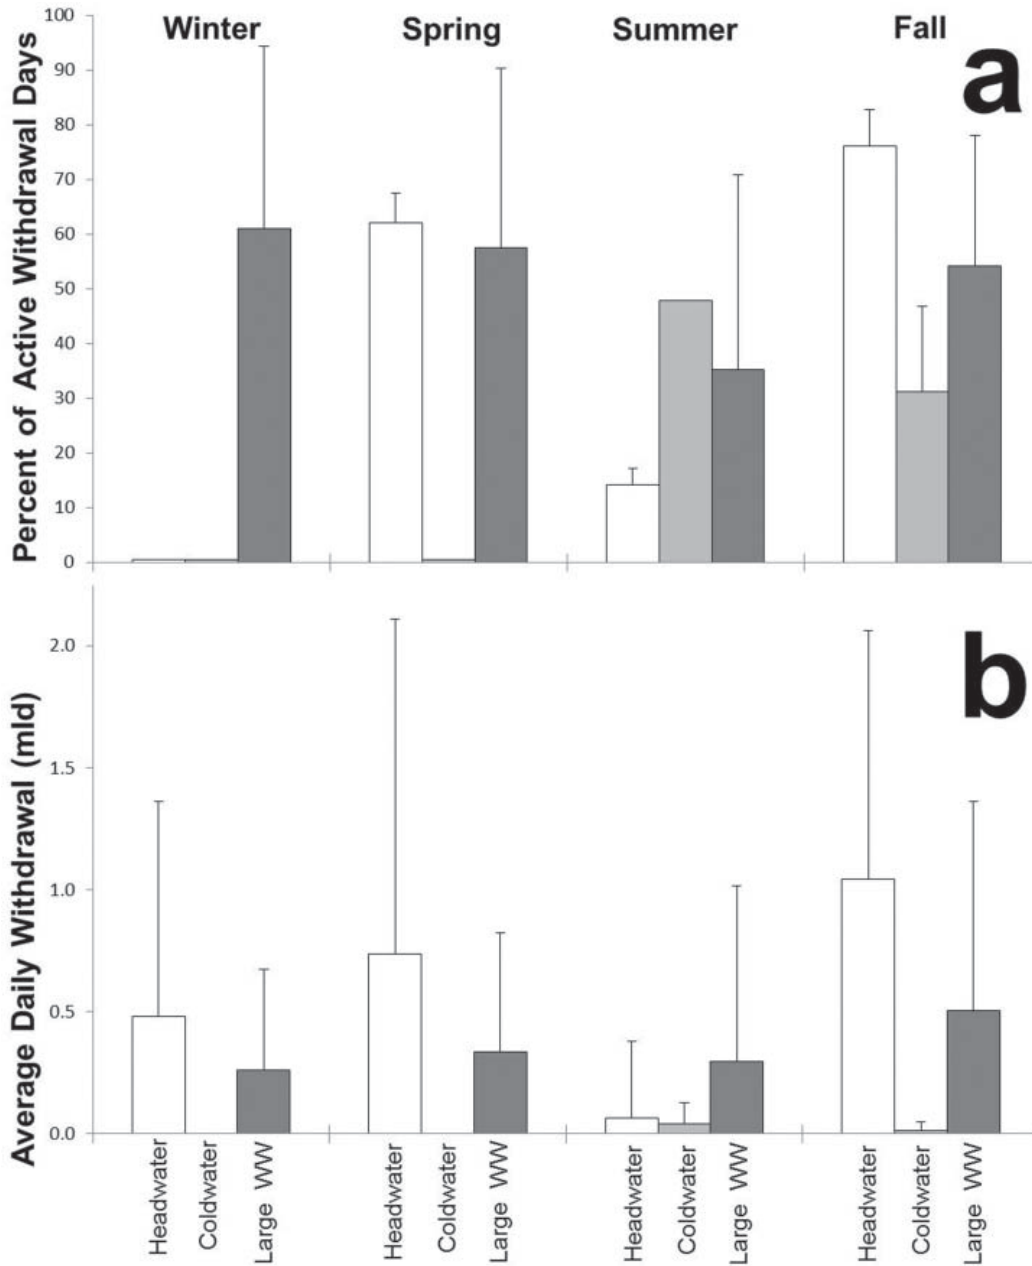 Winter Spring Summer Fall
a
Percent of Active Withdrawal Days
100
90
80
70
60
50
40
30
20
10
0
b
Average Daily Withdrawal (mld)
2.0
1.5
1.0
0.5
0.0
Headwater
Coldwater
Large WW
Headwater
Coldwater
Large WW
Headwater
Coldwater
Large WW
Headwater
Coldwater
Large WW